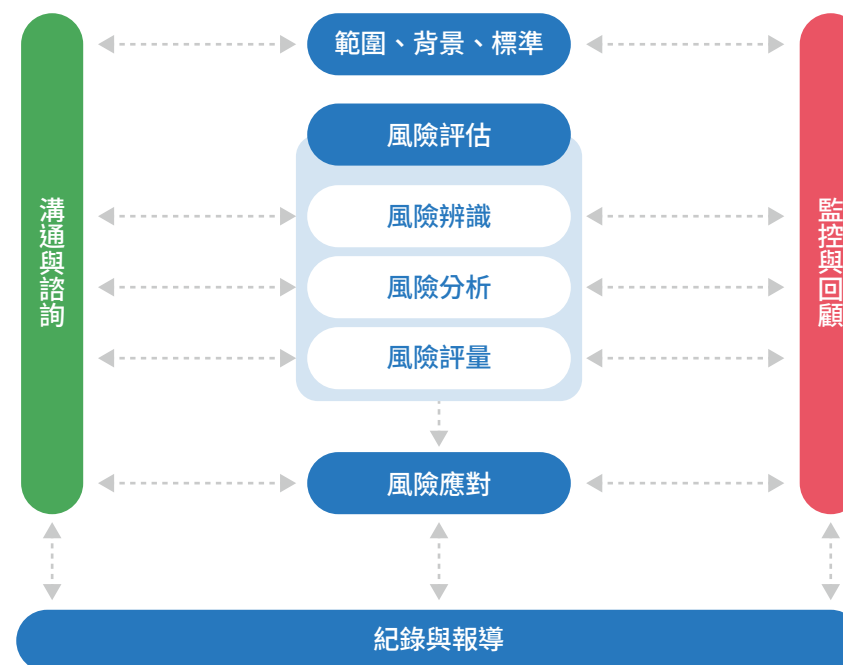 範圍、背景、標準
風險評估
風險辨識
風險分析
風險評量
風險應對
溝通與諮詢
監控與回顧
紀錄與報導